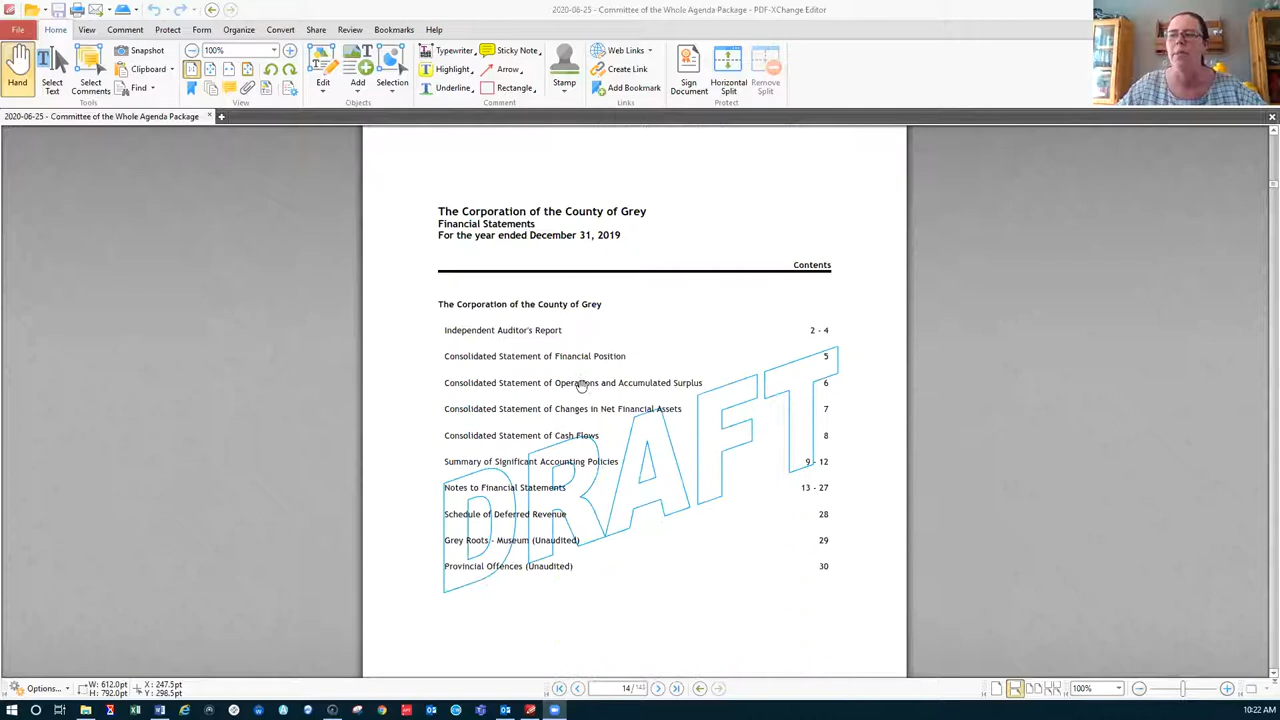 2020-06-25 - Committee of the Whole Agenda Package - PDF-XChange Editor
File Home View Comment Protect Form Organize Convert Share Review Bookmarks Help
Hand
Select Text
Select Comments
Snapshot
Clipboard
Find
Tools
100%
View
Edit
Add
Selection
Objects
Typewriter
Highlight
Underline
Sticky Note
Arrow
Rectangle
Stamp
Comment
Web Links
Create Link
Add Bookmark
Links
Sign Document
Horizontal Split
Remove Split
Protect
2020-06-25 - Committee of the Whole Agenda Package
The Corporation of the County of Grey
Financial Statements
For the year ended December 31, 2019
Contents
The Corporation of the County of Grey
Independent Auditor's Report 2 - 4
Consolidated Statement of Financial Position 5
Consolidated Statement of Operations and Accumulated Surplus 6
Consolidated Statement of Changes in Net Financial Assets 7
Consolidated Statement of Cash Flows 8
Summary of Significant Accounting Policies 9 - 12
Notes to Financial Statements 13 - 27
Schedule of Deferred Revenue 28
Grey Roots - Museum (Unaudited) 29
Provincial Offences (Unaudited) 30
DRAFT
Options...
W: 612.0pt
H: 792.0pt
X: 247.5pt
Y: 298.5pt
14
100%
10:22 AM